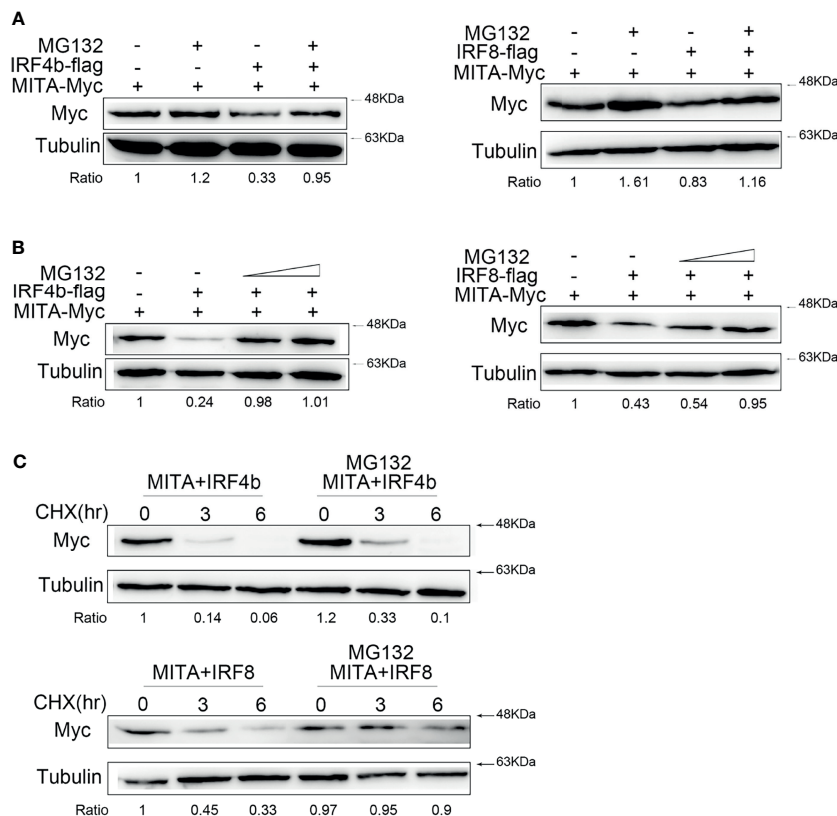 A
MG132 - + - +
IRF4b-flag - - + +
MITA-Myc + + + +
Myc
48KDa
Tubulin
63KDa
Ratio 1 1.2 0.33 0.95
MG132 - + - +
IRF8-flag - - + +
MITA-Myc + + + +
Myc
48KDa
Tubulin
63KDa
Ratio 1 1.61 0.83 1.16
B
MG132 - -
IRF4b-flag - + + +
MITA-Myc + + + +
Myc
48KDa
Tubulin
63KDa
Ratio 1 0.24 0.98 1.01
MG132 - -
IRF8-flag - + + +
MITA-Myc + + + +
Myc
48KDa
Tubulin
63KDa
Ratio 1 0.43 0.54 0.95
C
MITA+IRF4b
MG132
MITA+IRF4b
CHX(hr) 0 3 6 0 3 6
Myc
48KDa
Tubulin
63KDa
Ratio 1 0.14 0.06 1.2 0.33 0.1
MITA+IRF8
MG132
MITA+IRF8
CHX(hr) 0 3 6 0 3 6
Myc
48KDa
Tubulin
63KDa
Ratio 1 0.45 0.33 0.97 0.95 0.9